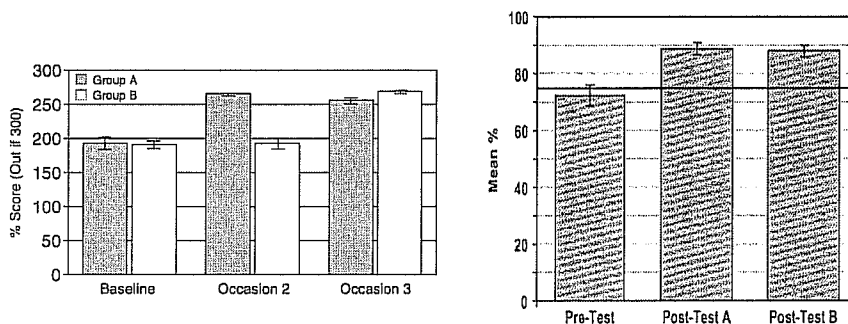 300
250
200
150
100
50
0
% Score (Out if 300)
Group A
Group B
Baseline
Occasion 2
Occasion 3
100
80
60
40
20
0
Mean %
Pre-Test
Post-Test A
Post-Test B